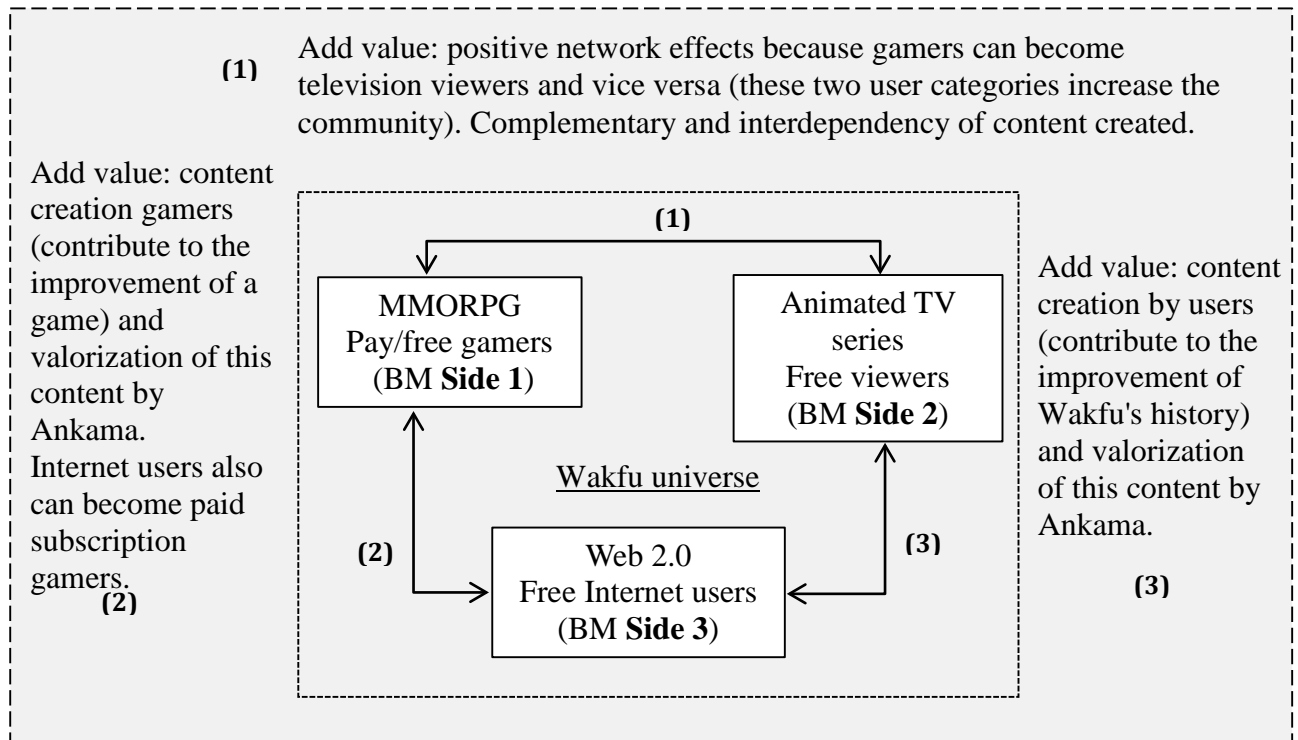 Add value: positive network effects because gamers can become
(1)
television viewers and vice versa (these two user categories increase the
community). Complementary and interdependency of content created.
Add value: content
creation gamers
(contribute to the
improvement of a
game) and
valorization of this
content by
Ankama.
Internet users also
can become paid
subscription
gamers.
(2)
(1)
MMORPG
Pay/free gamers
(BM Side 1)
Animated TV
series
Free viewers
(BM Side 2)
Wakfu universe
(2)
(3)
Web 2.0
Free Internet users
(BM Side 3)
Add value: content
creation by users
(contribute to the
improvement of
Wakfu's history)
and valorization
of this content by
Ankama.
(3)